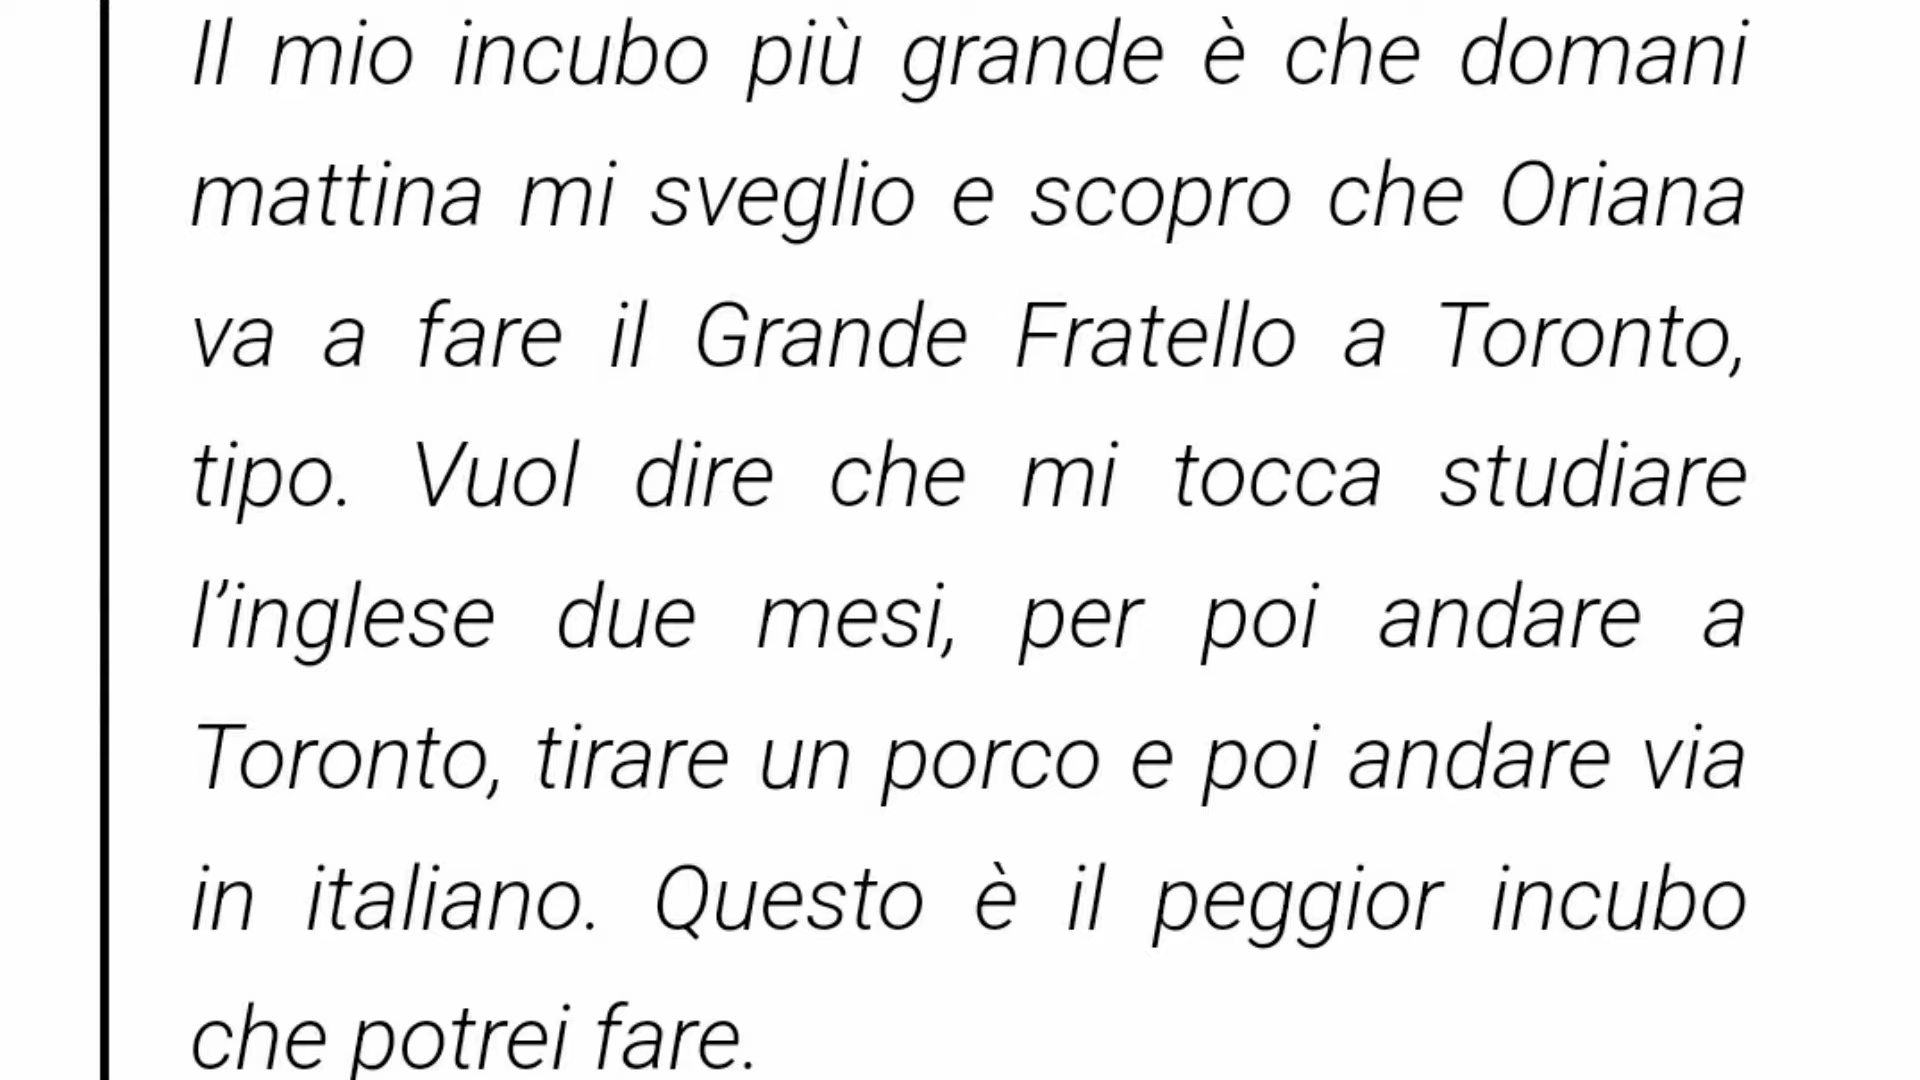 Il mio incubo più grande è che domani
mattina mi sveglio e scopro che Oriana
va a fare il Grande Fratello a Toronto,
tipo. Vuol dire che mi tocca studiare
l’inglese due mesi, per poi andare a
Toronto, tirare un porco e poi andare via
in italiano. Questo è il peggior incubo
che potrei fare.